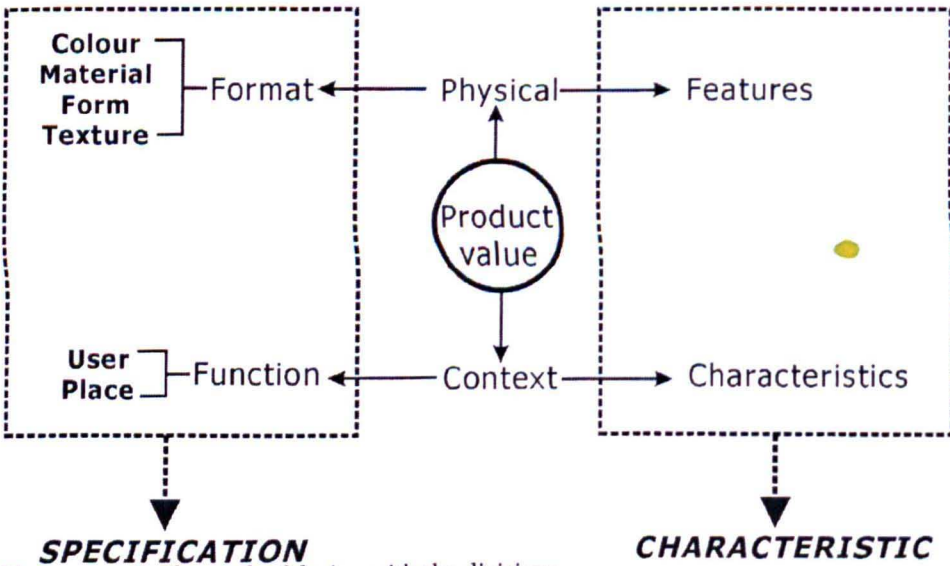 Colour
Material
Form
Texture
Format
Physical
Features
Product
value
User
Place
Function
Context
Characteristics
SPECIFICATION
CHARACTERISTIC